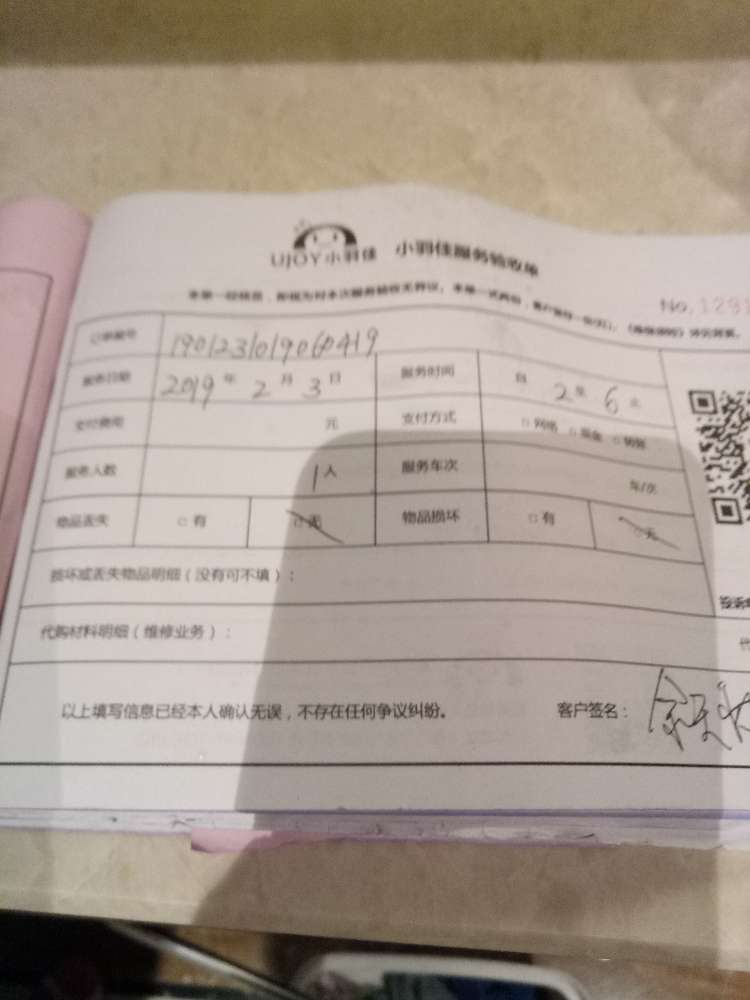 UJOY小羽佳 小羽佳服务验收单
No.1281
订单编号 1901231019060419
服务日期 2019年2月3日 服务时间 自2至6止
支付费用 元 支付方式 □网络 □现金 □转账
服务人数 1人 服务车次 车/次
物品丢失 □有 □无 物品损坏 □有 □无
损坏或丢失物品明细（没有可不填）：
代购材料明细（维修业务）：
以上填写信息已经本人确认无误，不存在任何争议纠纷。 客户签名：